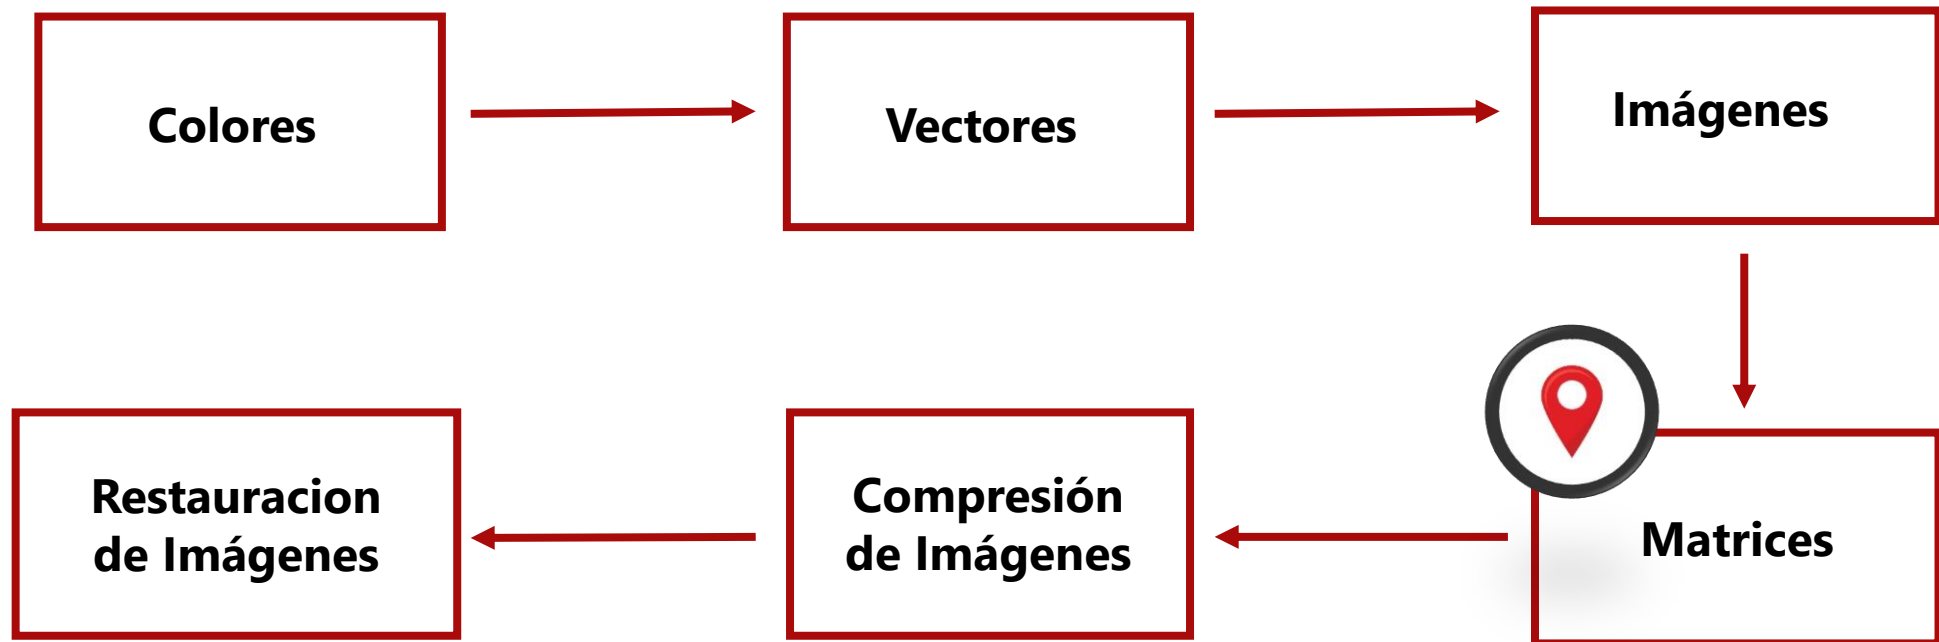 Colores
Vectores
Imágenes
Restauracion
de Imágenes
Compresión
de Imágenes
Matrices